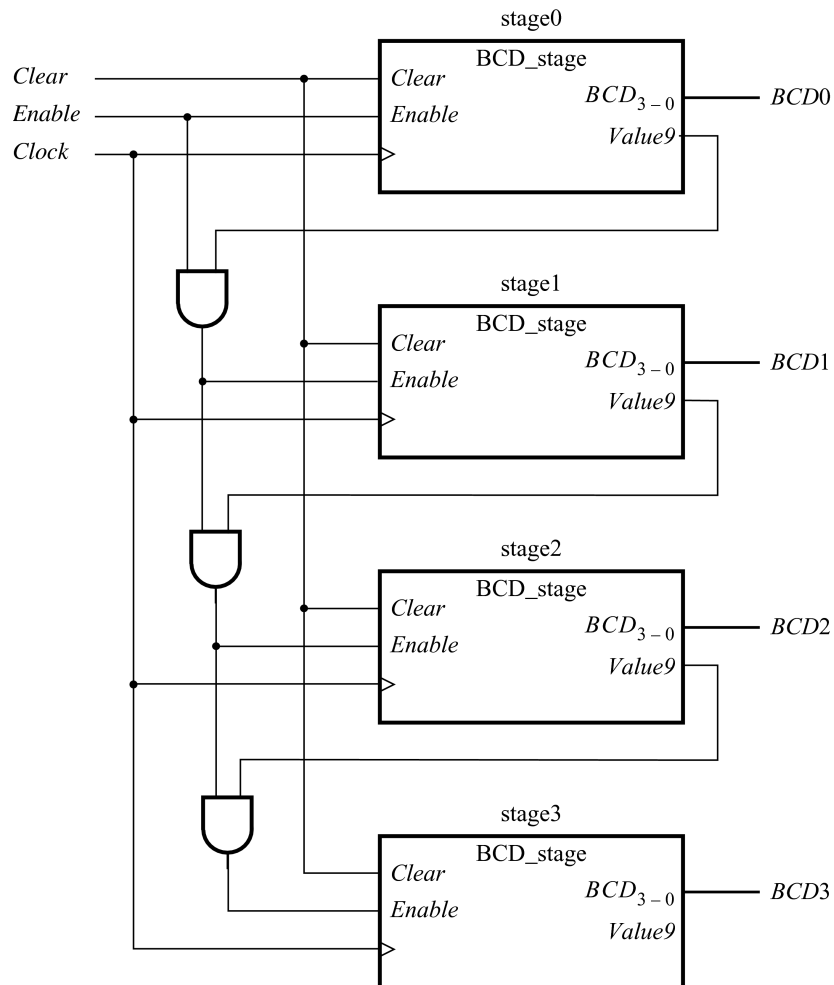 stage0
BCD_stage
Clear
Clear
BCD3 – 0
BCD0
Enable
Enable
Value9
Clock
stage1
BCD_stage
Clear
BCD3 – 0
BCD1
Enable
Value9
stage2
BCD_stage
Clear
BCD3 – 0
BCD2
Enable
Value9
stage3
BCD_stage
Clear
BCD3 – 0
BCD3
Enable
Value9